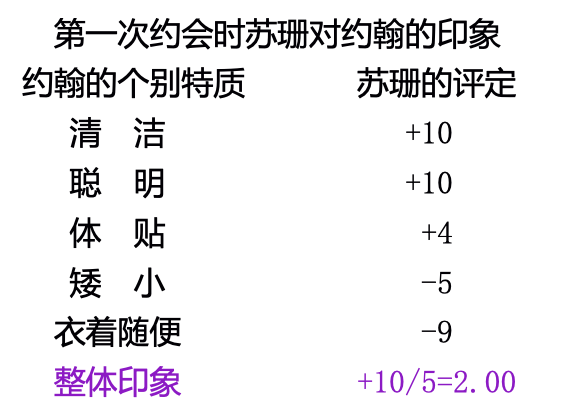 第一次约会时苏珊对约翰的印象
约翰的个别特质 苏珊的评定
清 洁 +10
聪 明 +10
体 贴 +4
矮 小 -5
衣着随便 -9
整体印象 +10/5=2.00